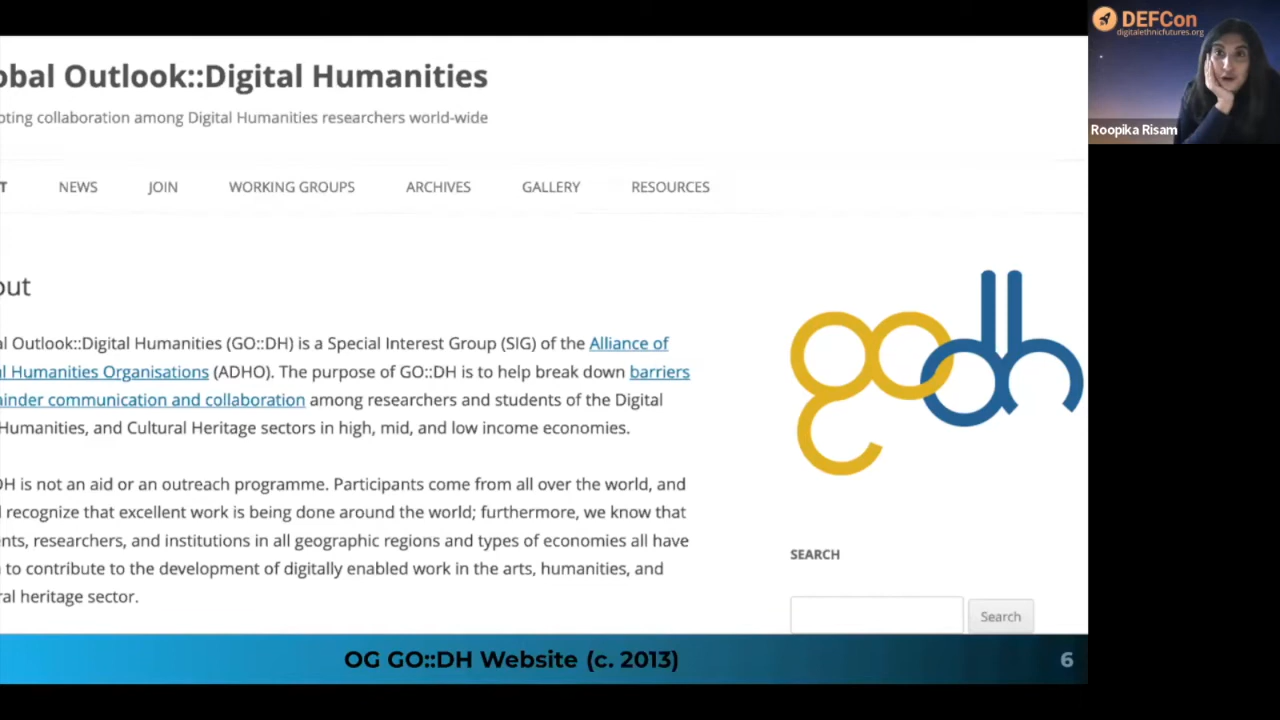 obal Outlook::Digital Humanities
oting collaboration among Digital Humanities researchers world-wide
T NEWS JOIN WORKING GROUPS ARCHIVES GALLERY RESOURCES
out
al Outlook::Digital Humanities (GO::DH) is a Special Interest Group (SIG) of the Alliance of
l Humanities Organisations (ADHO). The purpose of GO::DH is to help break down barriers
ainder communication and collaboration among researchers and students of the Digital
Humanities, and Cultural Heritage sectors in high, mid, and low income economies.
DH is not an aid or an outreach programme. Participants come from all over the world, and
l recognize that excellent work is being done around the world; furthermore, we know that
ents, researchers, and institutions in all geographic regions and types of economies all have
to contribute to the development of digitally enabled work in the arts, humanities, and
ral heritage sector.
godh
SEARCH
Search
OG GO::DH Website (c. 2013)
6
DEFCon
digitalethnicfutures.org
Roopika Risam